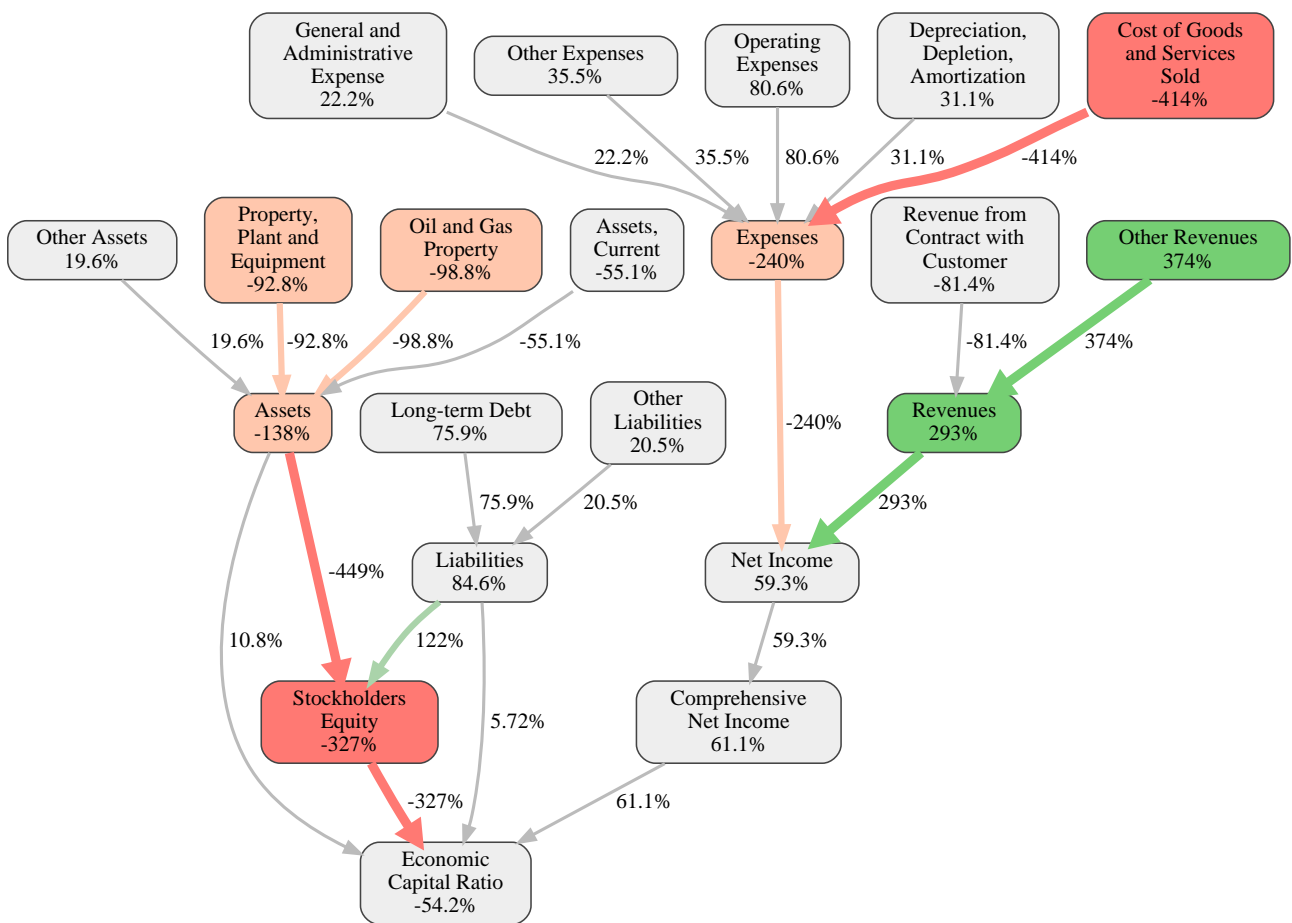 General and
Administrative
Expense
22.2%
Other Expenses
35.5%
Operating
Expenses
80.6%
Depreciation,
Depletion,
Amortization
31.1%
Cost of Goods
and Services
Sold
-414%
22.2%
35.5%
80.6%
31.1%
-414%
Other Assets
19.6%
Property,
Plant and
Equipment
-92.8%
Oil and Gas
Property
-98.8%
Assets,
Current
-55.1%
Expenses
-240%
Revenue from
Contract with
Customer
-81.4%
Other Revenues
374%
19.6%
-92.8%
-98.8%
-55.1%
-81.4%
374%
Assets
-138%
Long-term Debt
75.9%
Other
Liabilities
20.5%
-240%
Revenues
293%
75.9%
20.5%
293%
-449%
Liabilities
84.6%
Net Income
59.3%
10.8%
122%
59.3%
Stockholders
Equity
-327%
5.72%
Comprehensive
Net Income
61.1%
-327%
61.1%
Economic
Capital Ratio
-54.2%